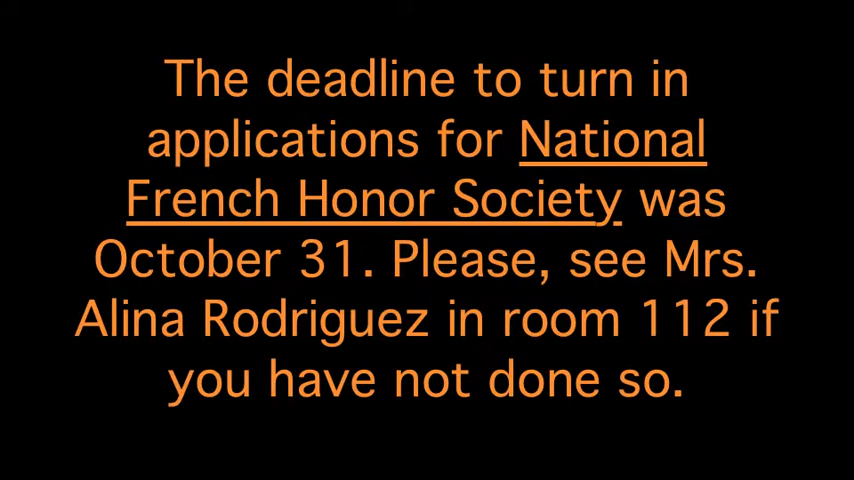 The deadline to turn in
applications for National
French Honor Society was
October 31. Please, see Mrs.
Alina Rodriguez in room 112 if
you have not done so.